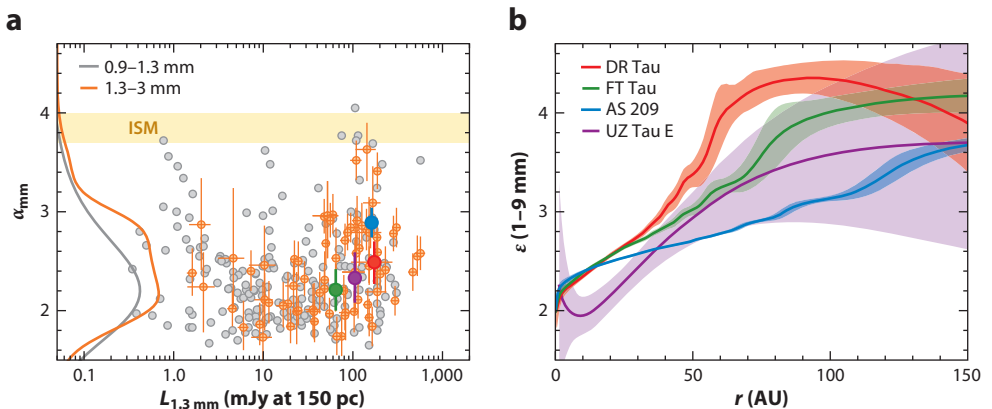 a
0.9–1.3 mm
1.3–3 mm
ISM
4
3
2
α_mm
0.1 1.0 10 100 1,000
L_1.3 mm (mJy at 150 pc)
b
DR Tau
FT Tau
AS 209
UZ Tau E
4
3
2
ε (1–9 mm)
0 50 100 150
r (AU)